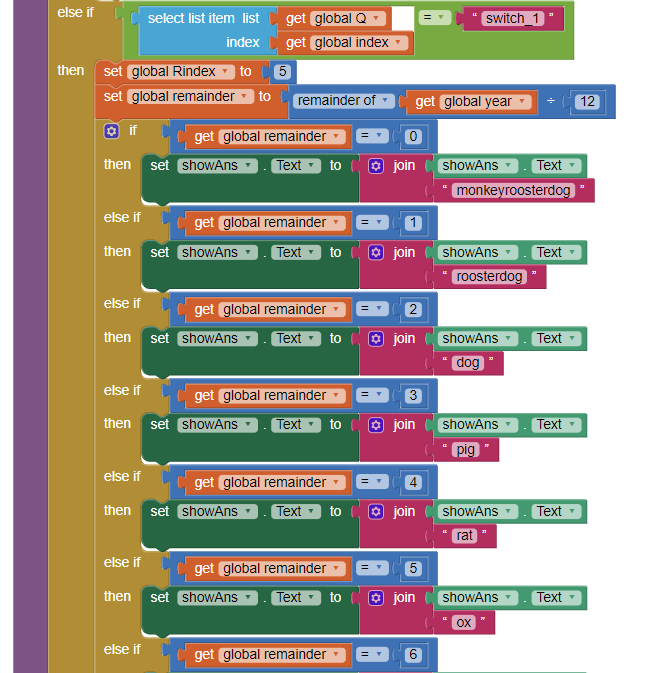 else if select list item list get global Q = “ switch_1 ”
index get global index
then set global Rindex to 5
set global remainder to remainder of get global year ÷ 12
if get global remainder = 0
then set showAns . Text to join showAns . Text
“ monkeyroosterdog ”
else if get global remainder = 1
then set showAns . Text to join showAns . Text
“ roosterdog ”
else if get global remainder = 2
then set showAns . Text to join showAns . Text
“ dog ”
else if get global remainder = 3
then set showAns . Text to join showAns . Text
“ pig ”
else if get global remainder = 4
then set showAns . Text to join showAns . Text
“ rat ”
else if get global remainder = 5
then set showAns . Text to join showAns . Text
“ ox ”
else if get global remainder = 6